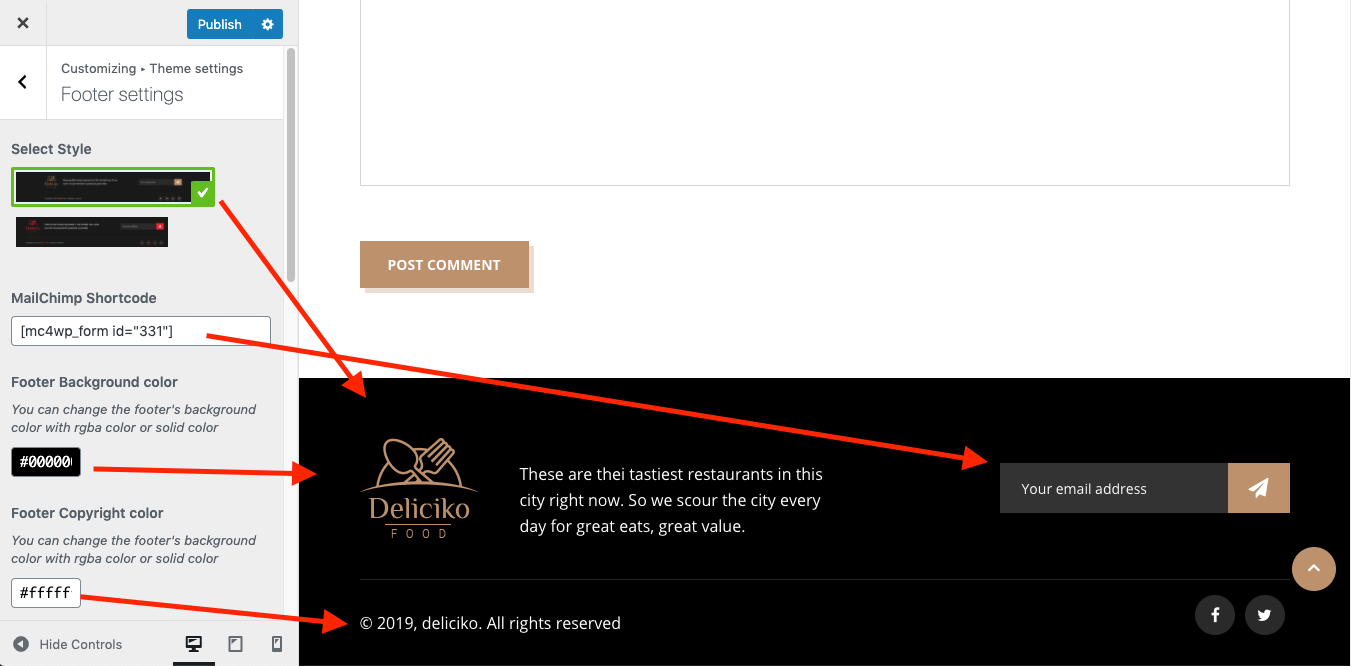 Publish
Customizing ▸ Theme settings
Footer settings
Select Style
MailChimp Shortcode
[mc4wp_form id="331"]
Footer Background color
You can change the footer's background
color with rgba color or solid color
#00000
Footer Copyright color
You can change the footer's background
color with rgba color or solid color
#fffff
Hide Controls
POST COMMENT
Deliciko
FOOD
These are thei tastiest restaurants in this
city right now. So we scour the city every
day for great eats, great value.
Your email address
© 2019, deliciko. All rights reserved